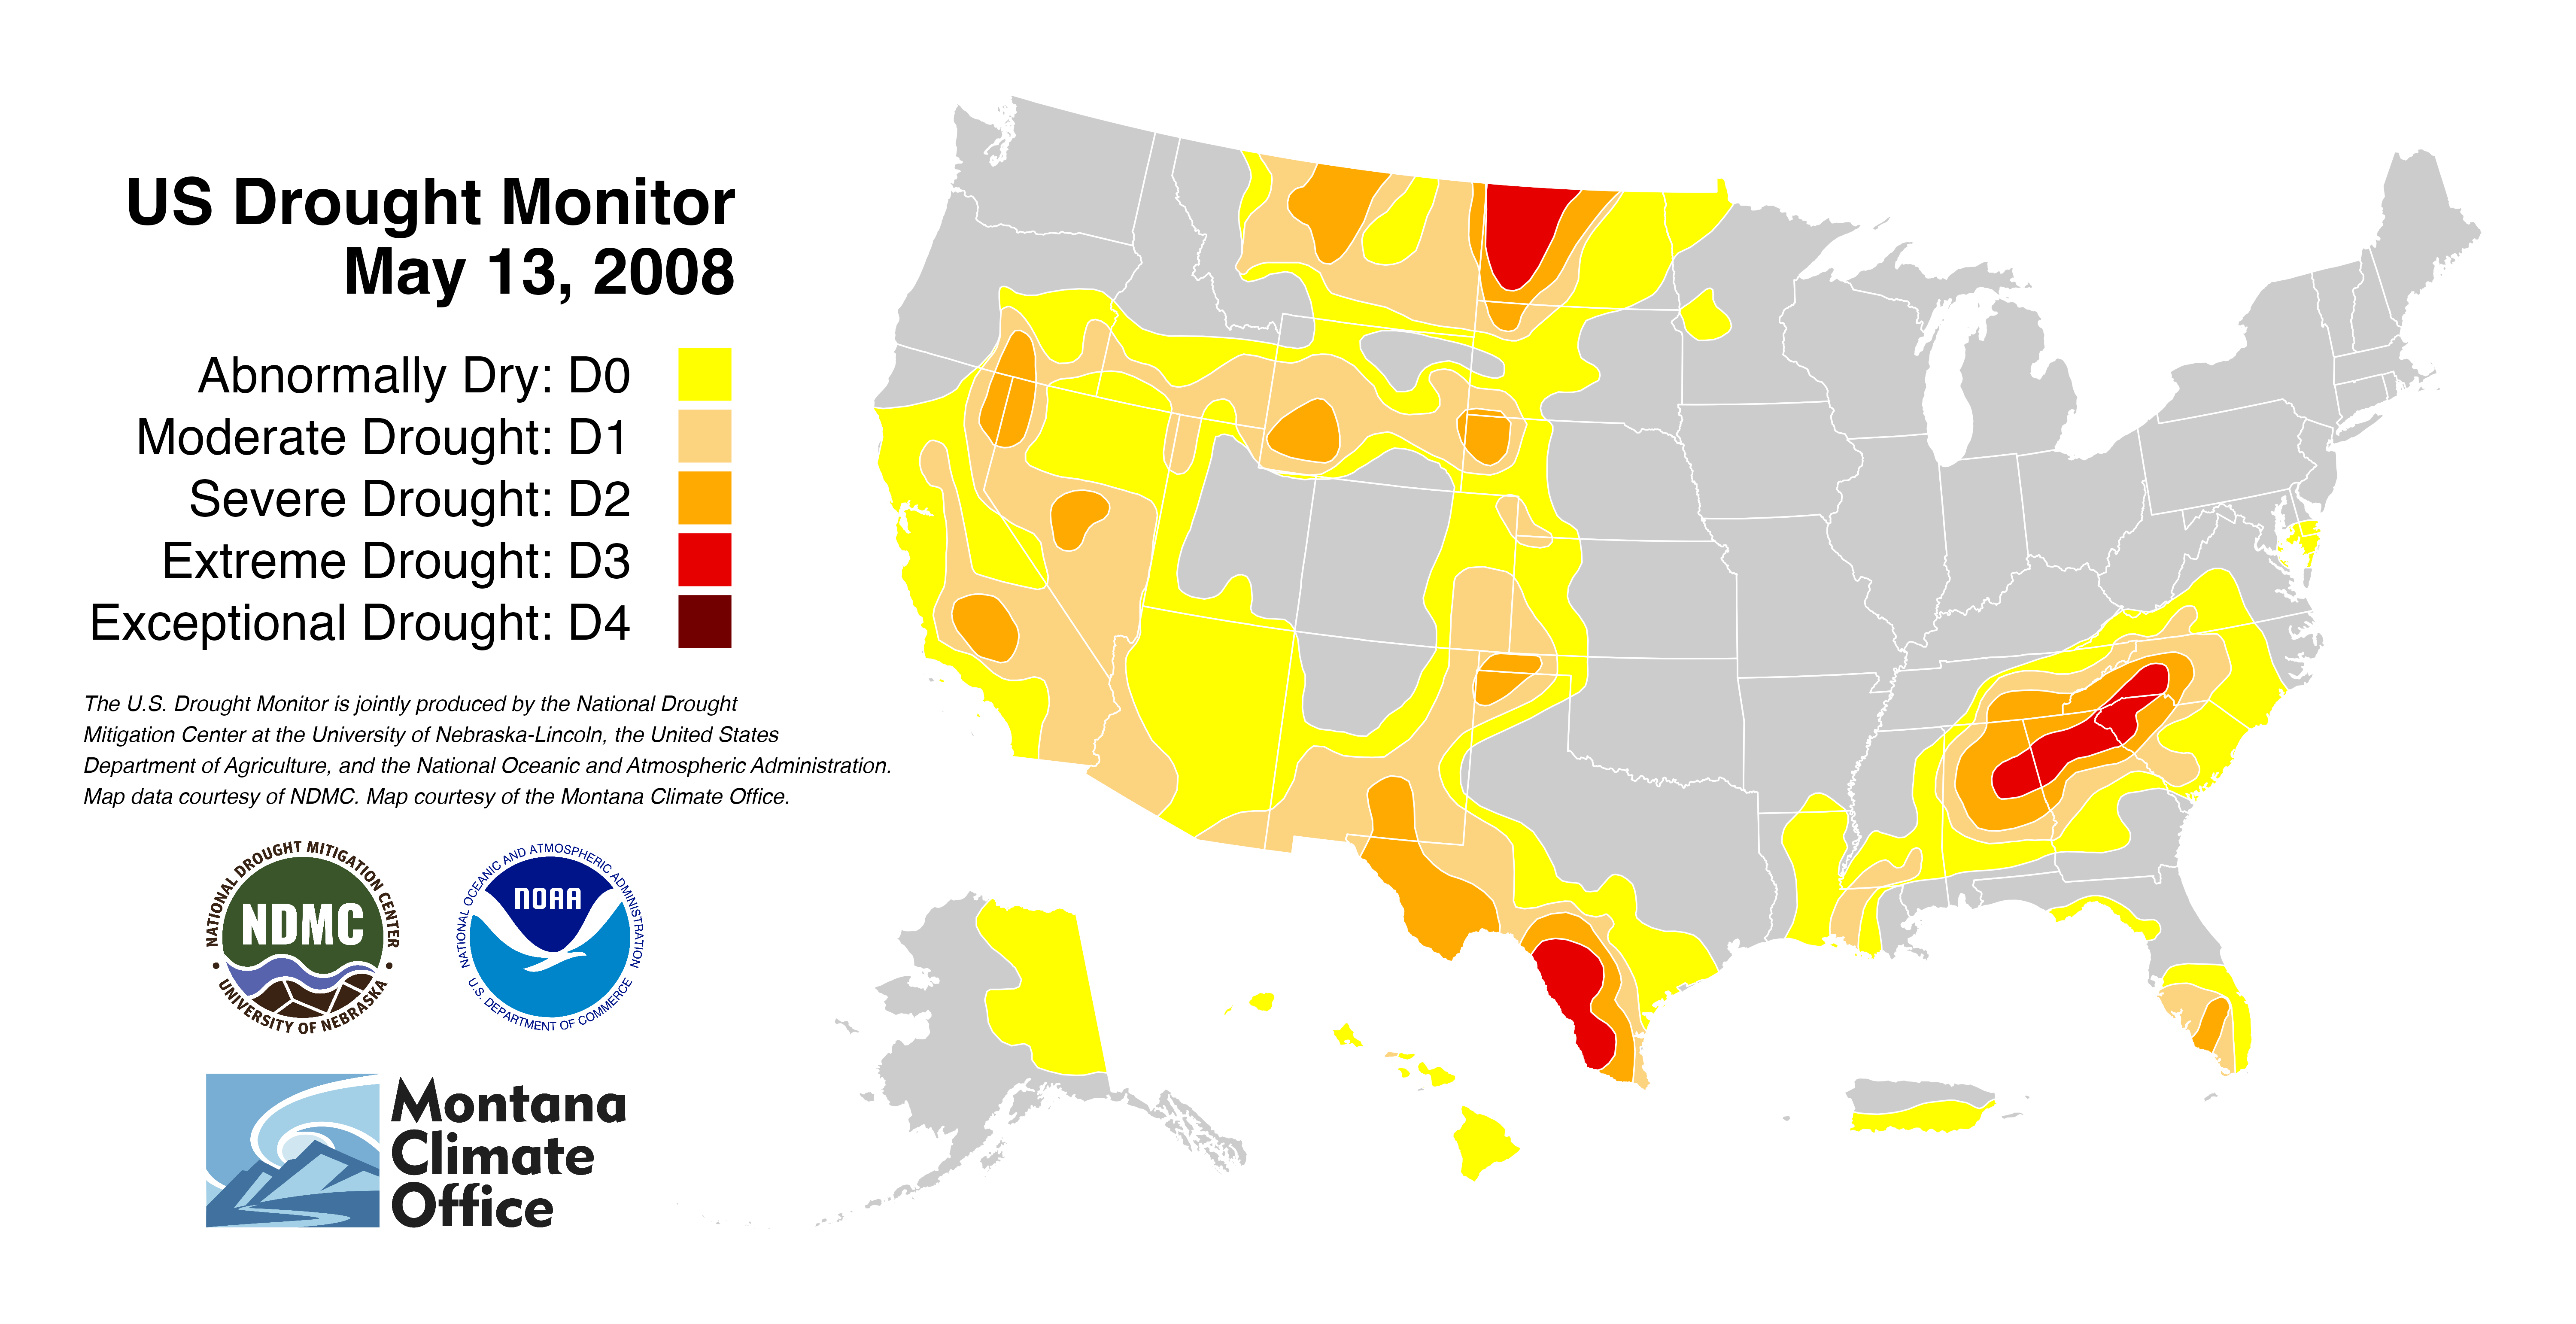 US Drought Monitor
May 13, 2008
Abnormally Dry: D0
Moderate Drought: D1
Severe Drought: D2
Extreme Drought: D3
Exceptional Drought: D4
The U.S. Drought Monitor is jointly produced by the National Drought
Mitigation Center at the University of Nebraska-Lincoln, the United States
Department of Agriculture, and the National Oceanic and Atmospheric Administration.
Map data courtesy of NDMC. Map courtesy of the Montana Climate Office.
NATIONAL DROUGHT MITIGATION CENTER
NDMC
UNIVERSITY OF NEBRASKA
NATIONAL OCEANIC AND ATMOSPHERIC ADMINISTRATION
NOAA
U.S. DEPARTMENT OF COMMERCE
Montana
Climate
Office